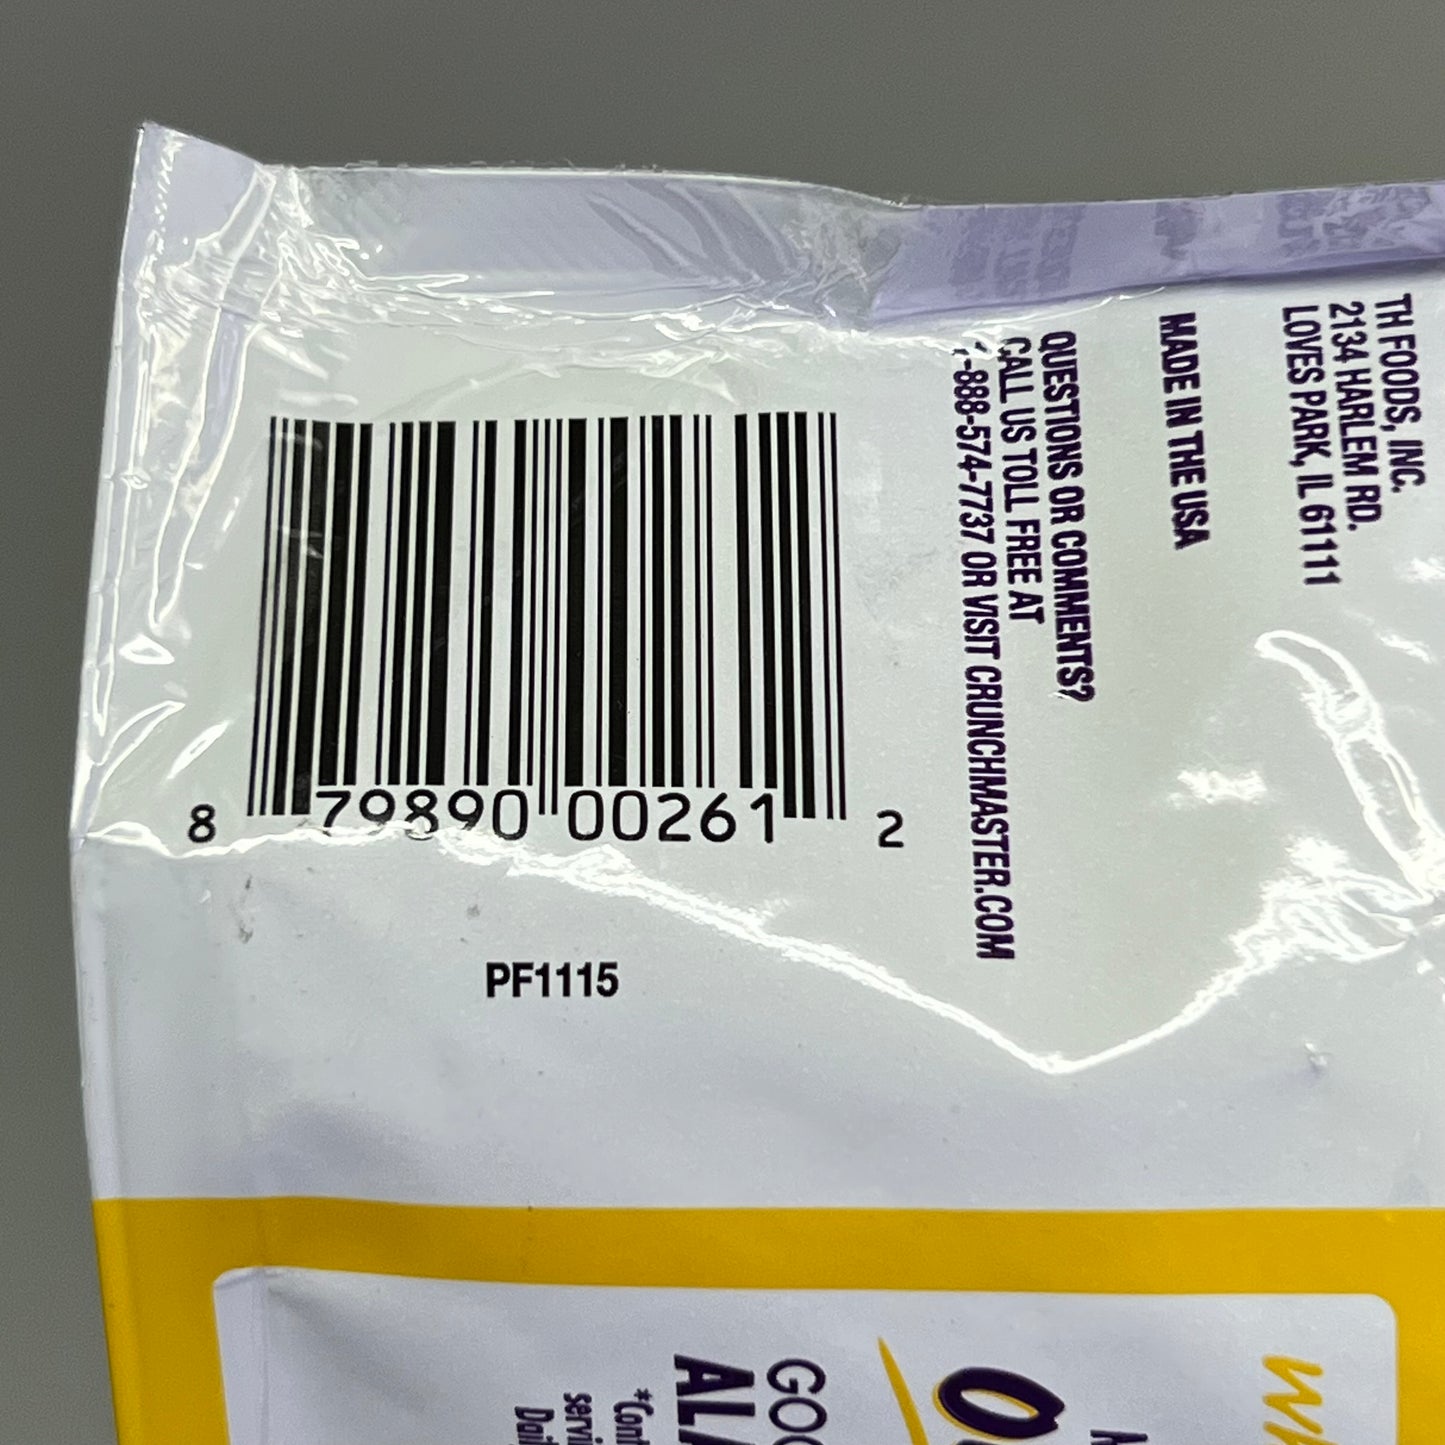 8 79890 00261 2
PF1115
QUESTIONS OR COMMENTS?
CALL US TOLL FREE AT
1-888-574-7737 OR VISIT CRUNCHMASTER.COM
MADE IN THE USA
TH FOODS, INC.
2134 HARLEM RD.
LOVES PARK, IL 61111